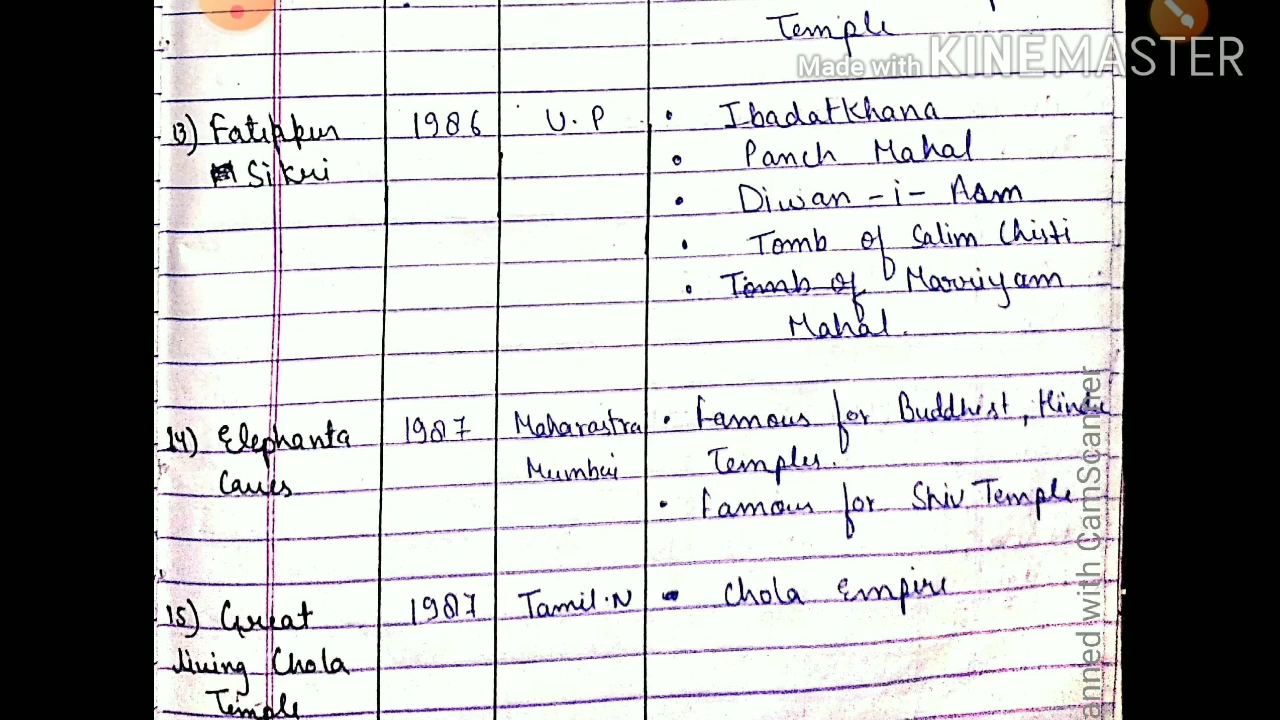 Temple
Made with KINEMASTER
13) Fatehpur 1986 U.P • Ibadatkhana
Sikri • Panch Mahal
• Diwan-i-Aam
• Tomb of Salim Chisti
• Tomb of Marriyam
Mahal.
14) Elephanta 1987 Maharastra • Famous for Buddhist, Hindu
Caves Mumbai Temples.
• Famous for Shiv Temple
15) Great 1987 Tamil.N - Chola Empire
living Chola
Temple
anned with CamScanner